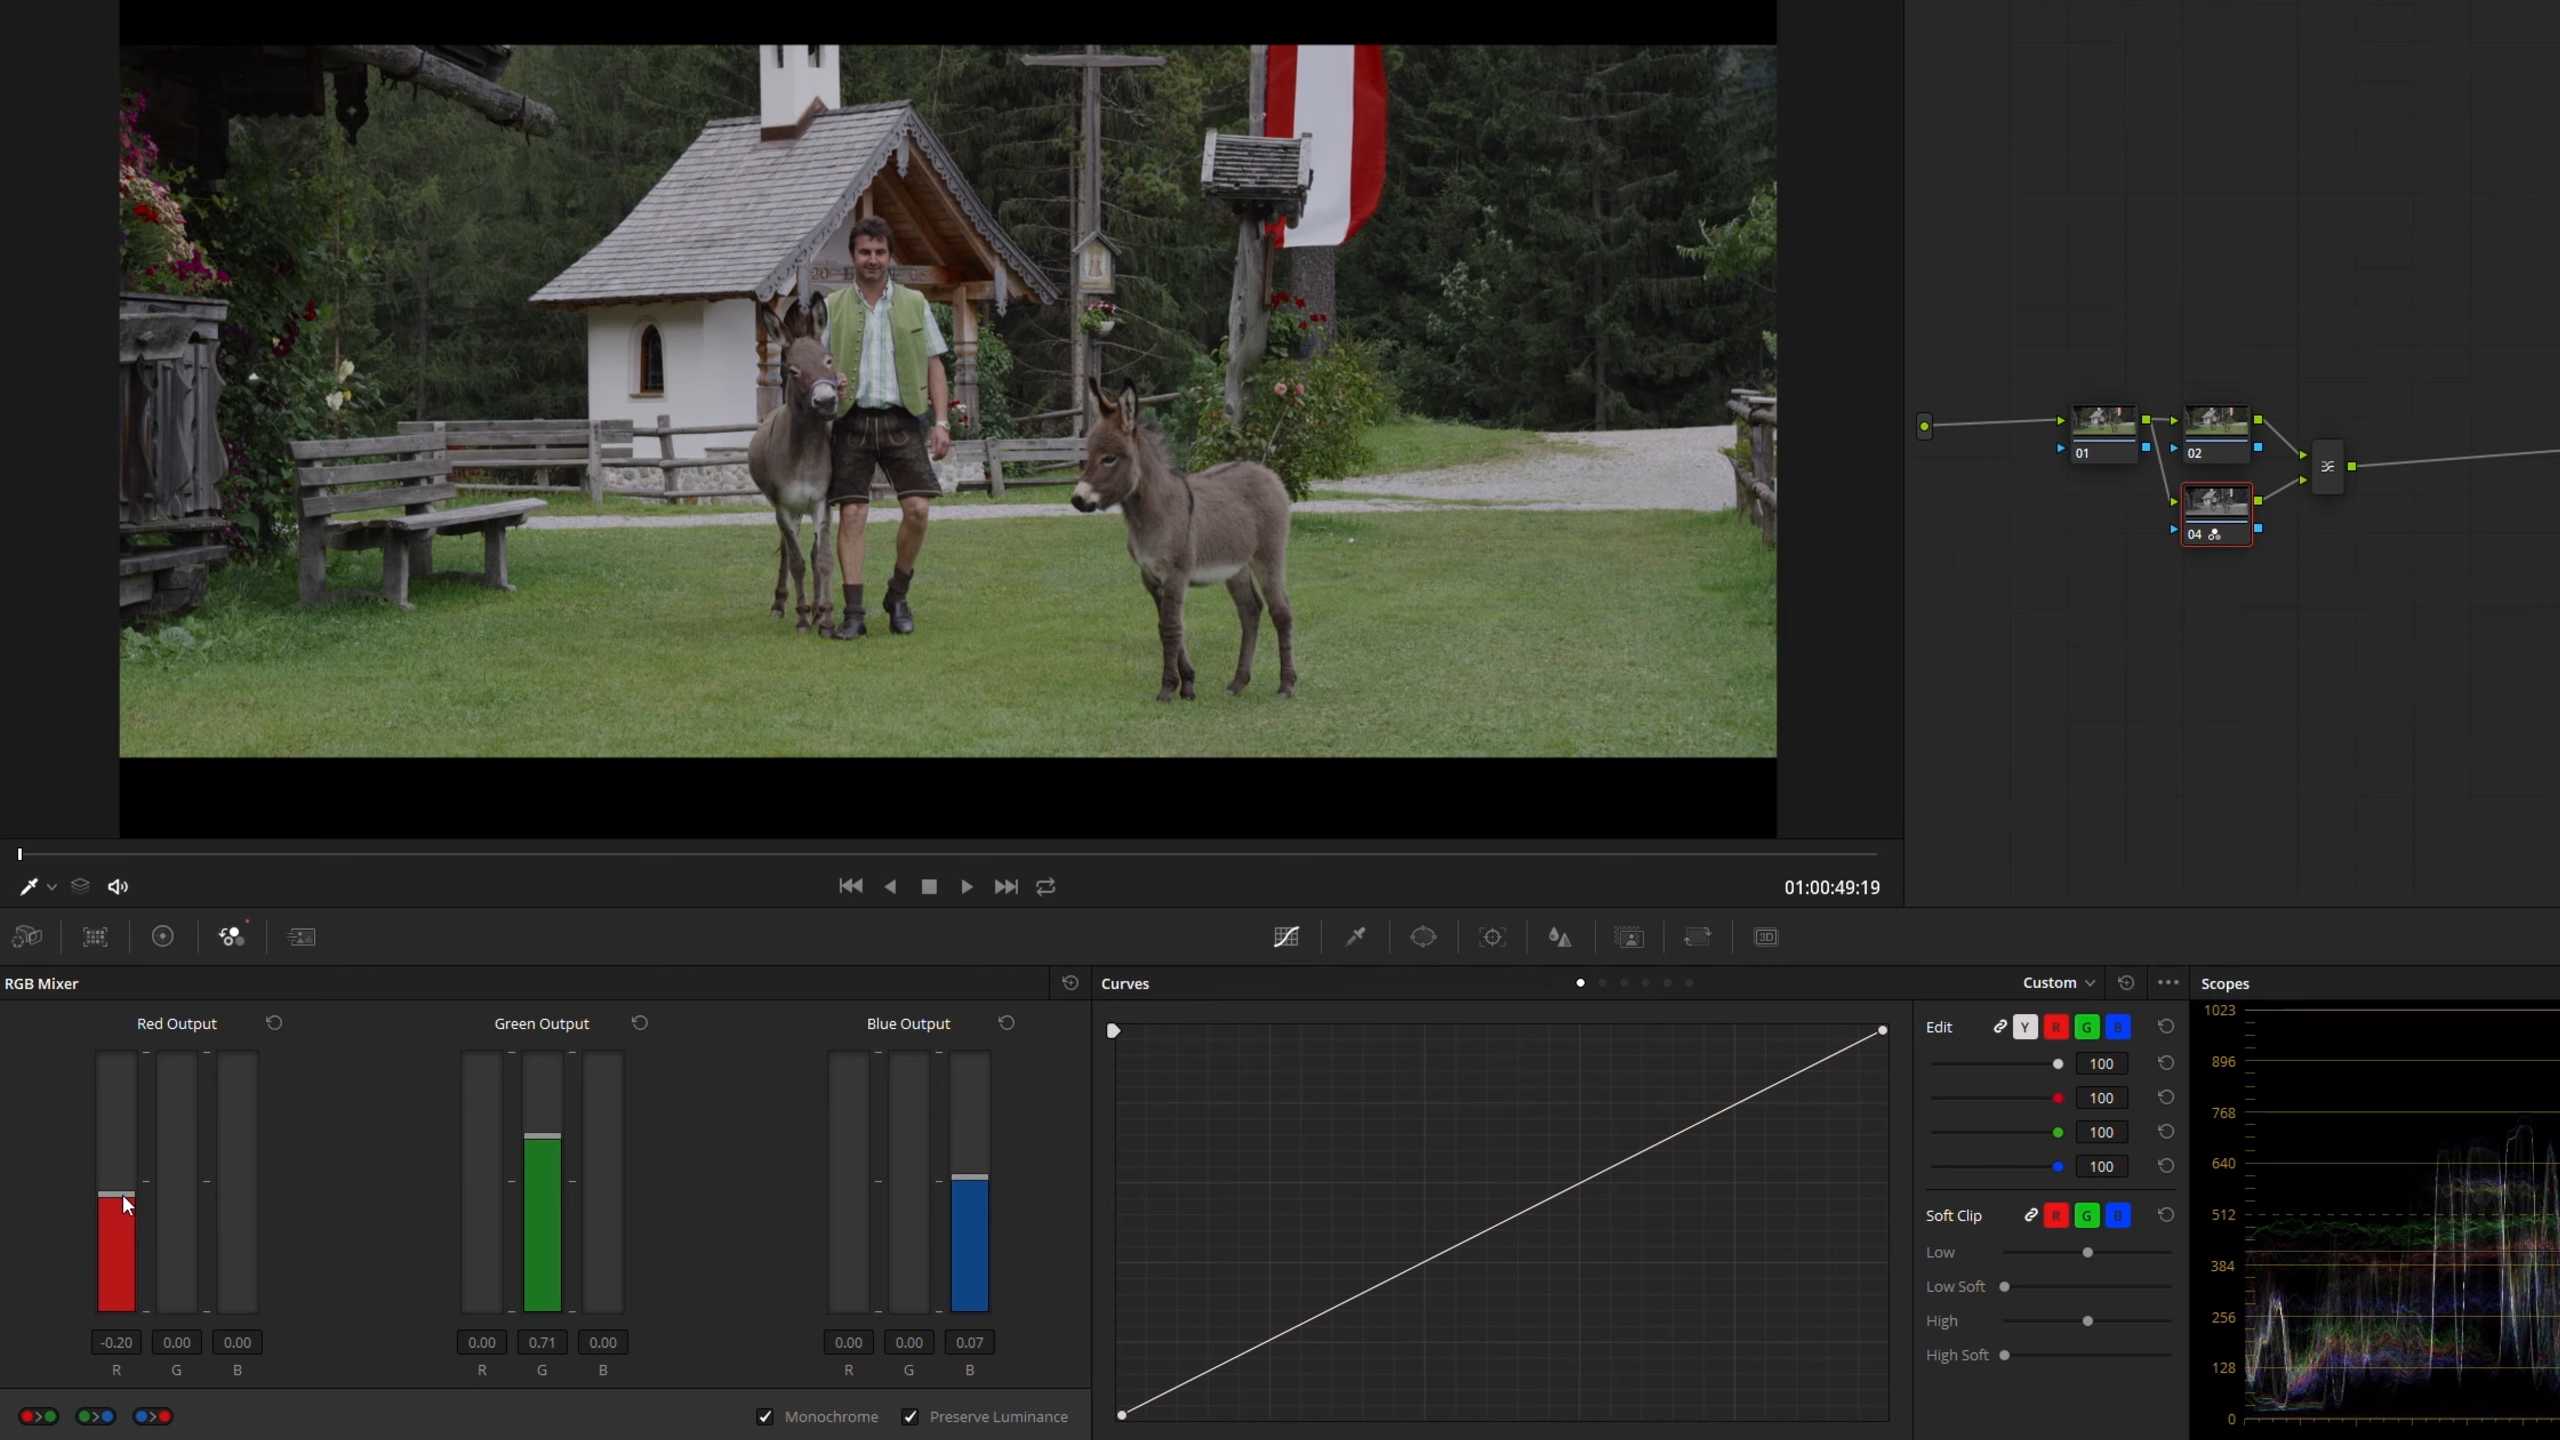 01
02
04
01:00:49:19
3D
RGB Mixer
Curves
Custom
Scopes
Red Output
Green Output
Blue Output
Edit
Y
R
G
B
100
100
100
100
Soft Clip
R
G
B
Low
Low Soft
High
High Soft
1023
896
768
640
512
384
256
128
0
-0.20
0.00
0.00
0.00
0.71
0.00
0.00
0.00
0.07
R
G
B
R
G
B
R
G
B
Monochrome
Preserve Luminance